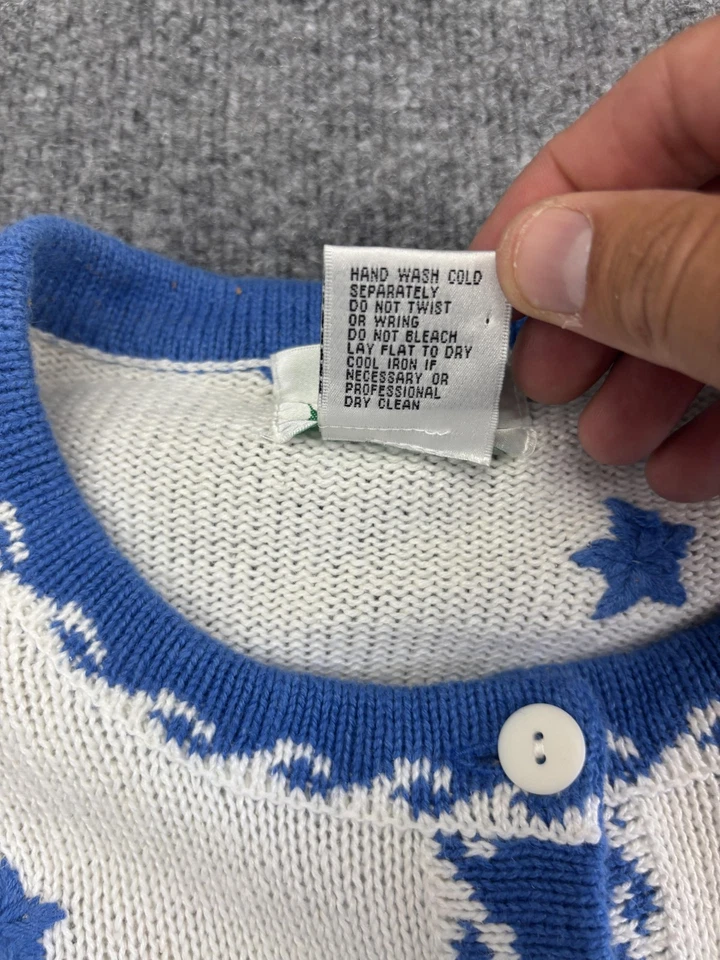 HAND WASH COLD
SEPARATELY
DO NOT TWIST
OR WRING
DO NOT BLEACH
LAY FLAT TO DRY
COOL IRON IF
NECESSARY OR
PROFESSIONAL
DRY CLEAN